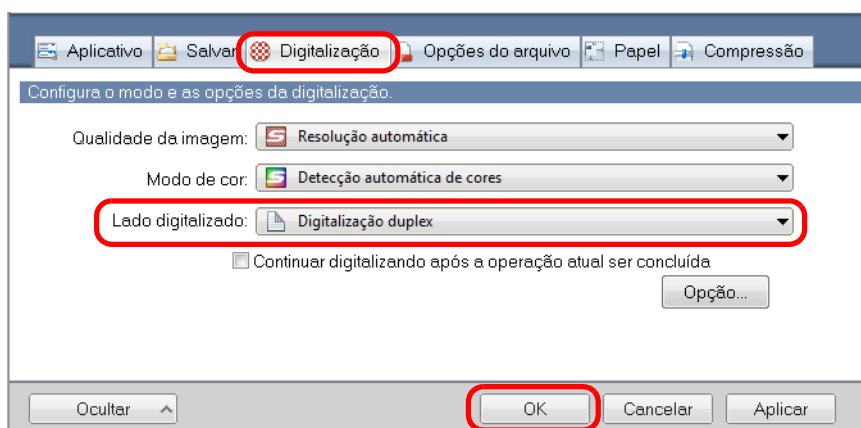 Aplicativo Salvar Digitalização Opções do arquivo Papel Compressão
Configura o modo e as opções da digitalização.
Qualidade da imagem: Resolução automática
Modo de cor: Detecção automática de cores
Lado digitalizado: Digitalização duplex
Continuar digitalizando após a operação atual ser concluída
Opção...
Ocultar OK Cancelar Aplicar